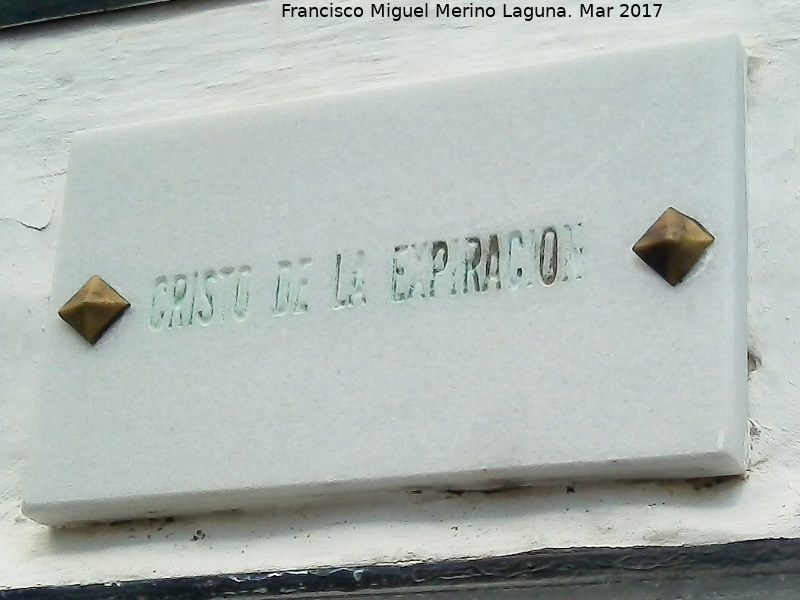 Francisco Miguel Merino Laguna. Mar 2017
CRISTO DE LA EXPIRACION